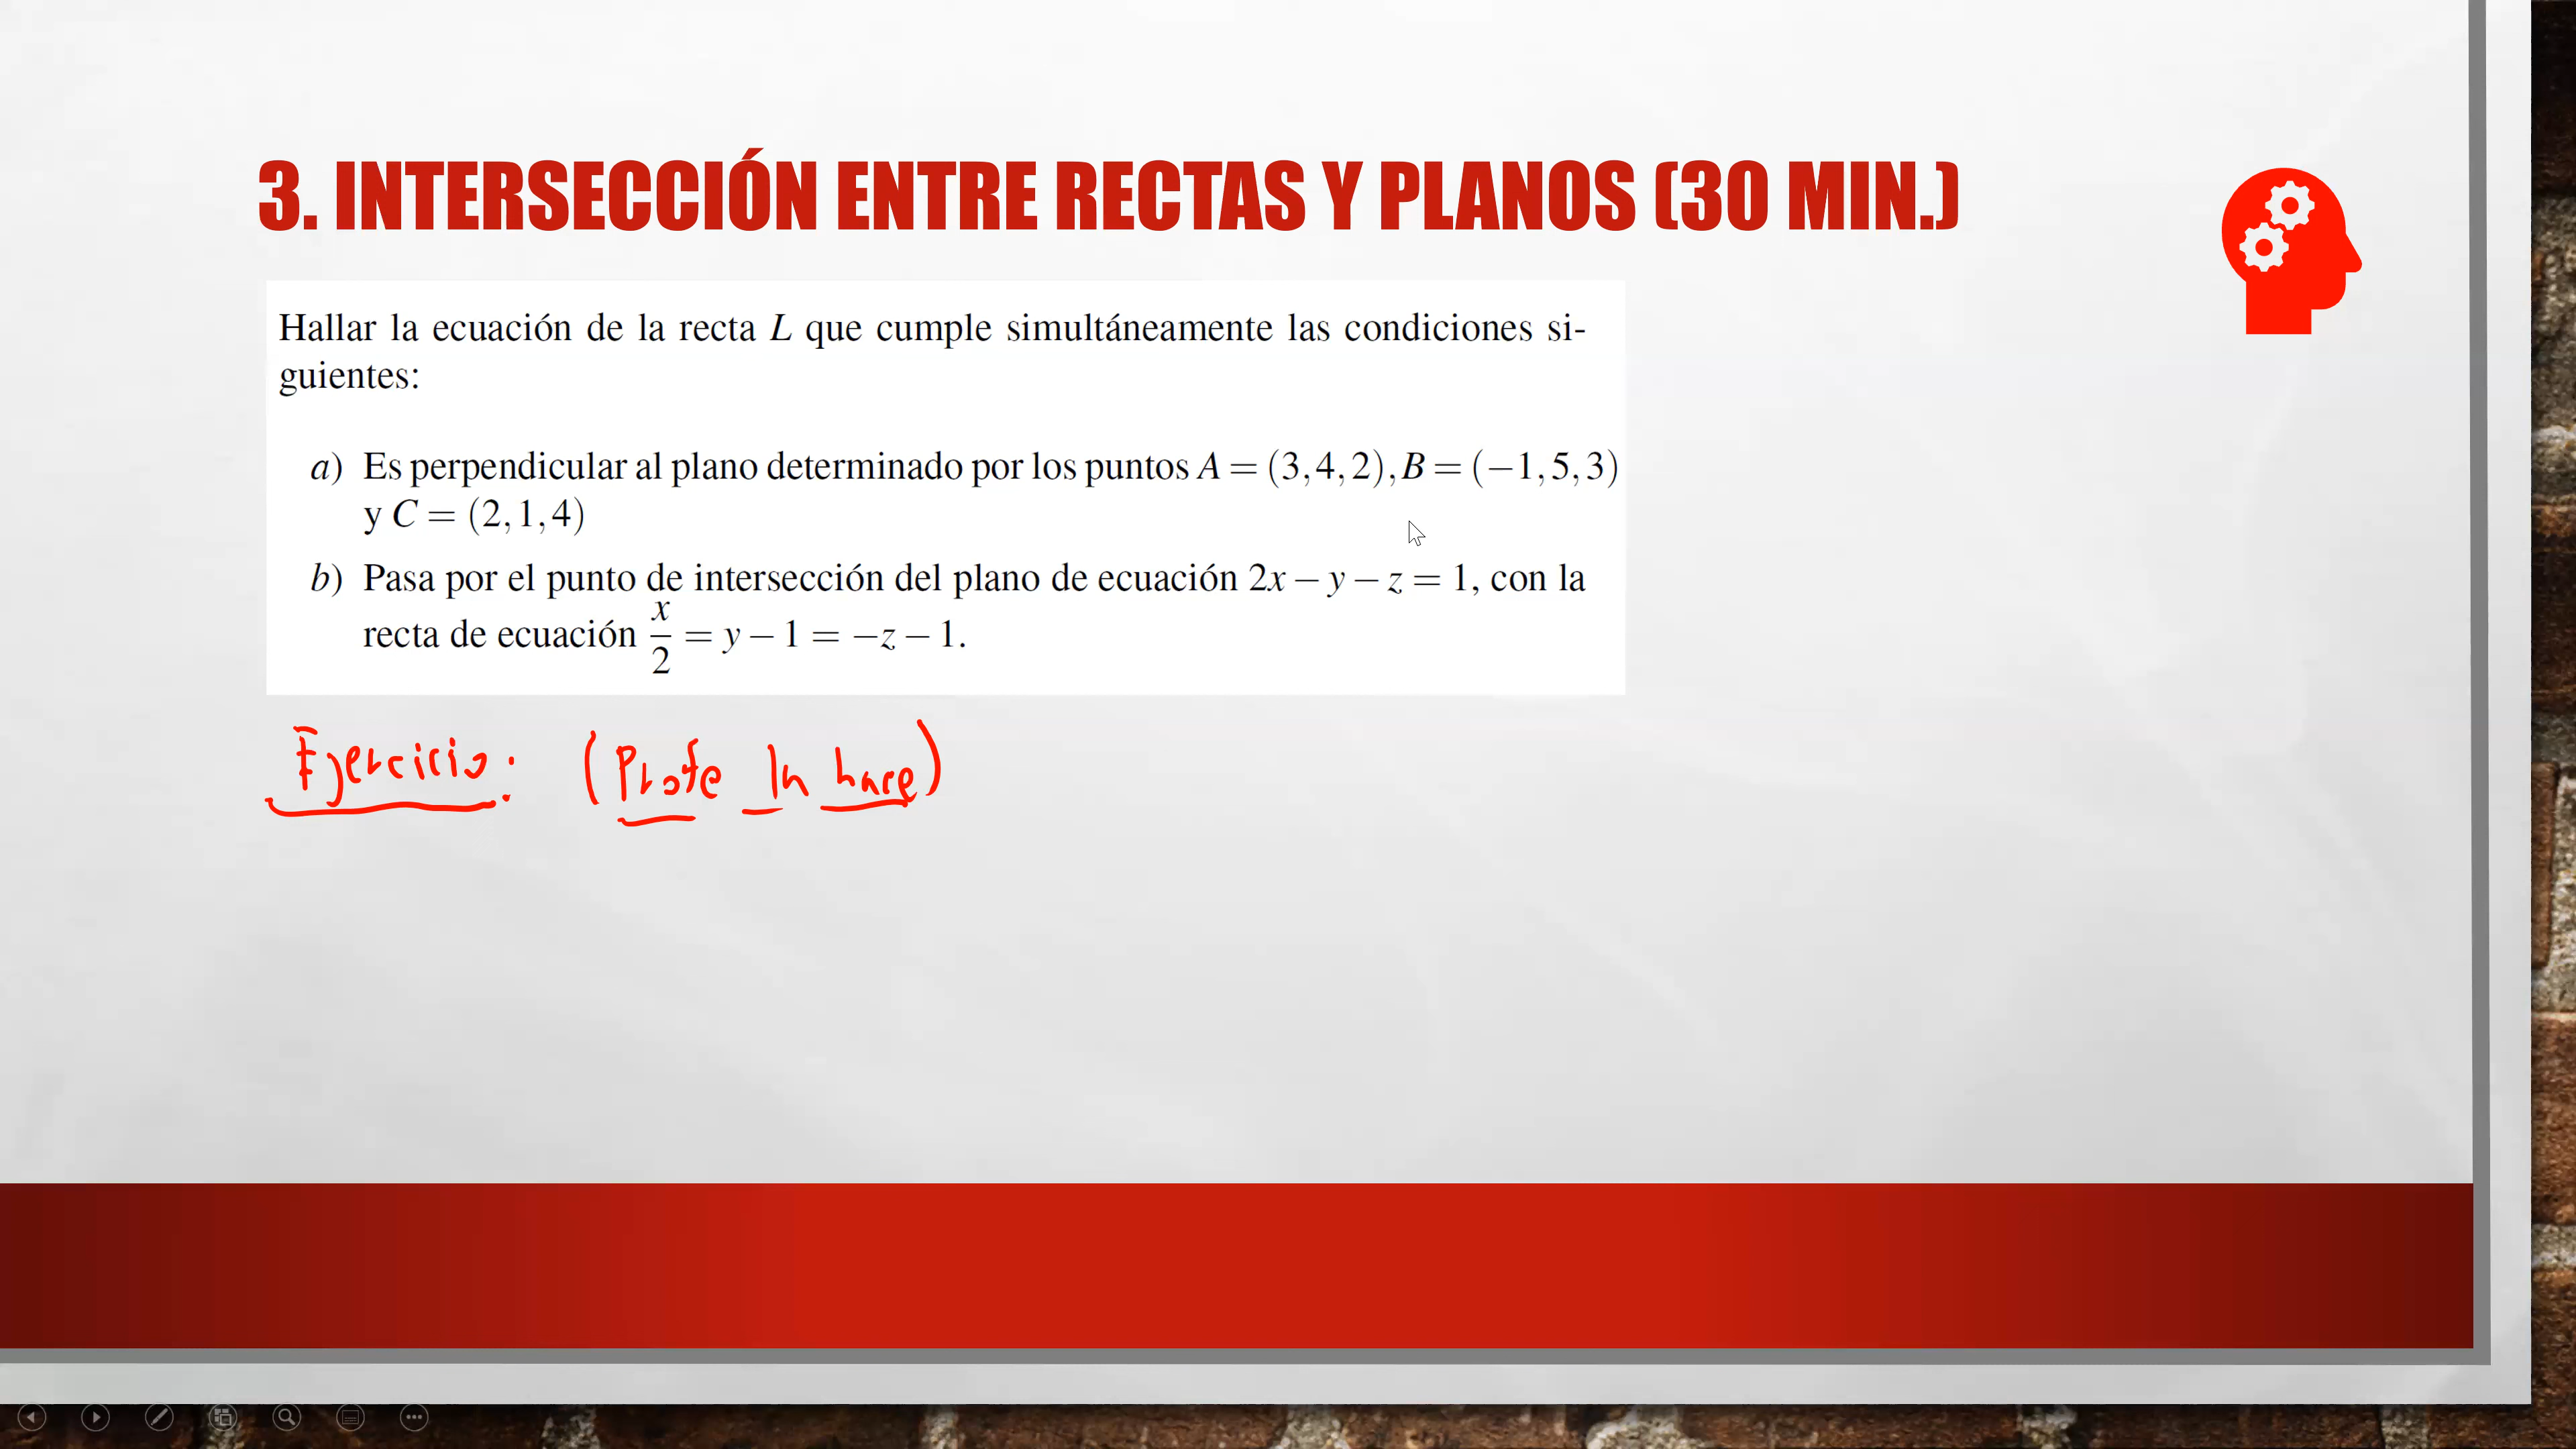 3. INTERSECCIÓN ENTRE RECTAS Y PLANOS (30 MIN.)
Hallar la ecuación de la recta L que cumple simultáneamente las condiciones si-
guientes:
a) Es perpendicular al plano determinado por los puntos A = (3,4,2), B = (−1,5,3)
y C = (2,1,4)
b) Pasa por el punto de intersección del plano de ecuación 2x − y − z = 1, con la
recta de ecuación x/2 = y − 1 = −z − 1.
Ejercicio: (Profe lo hace)